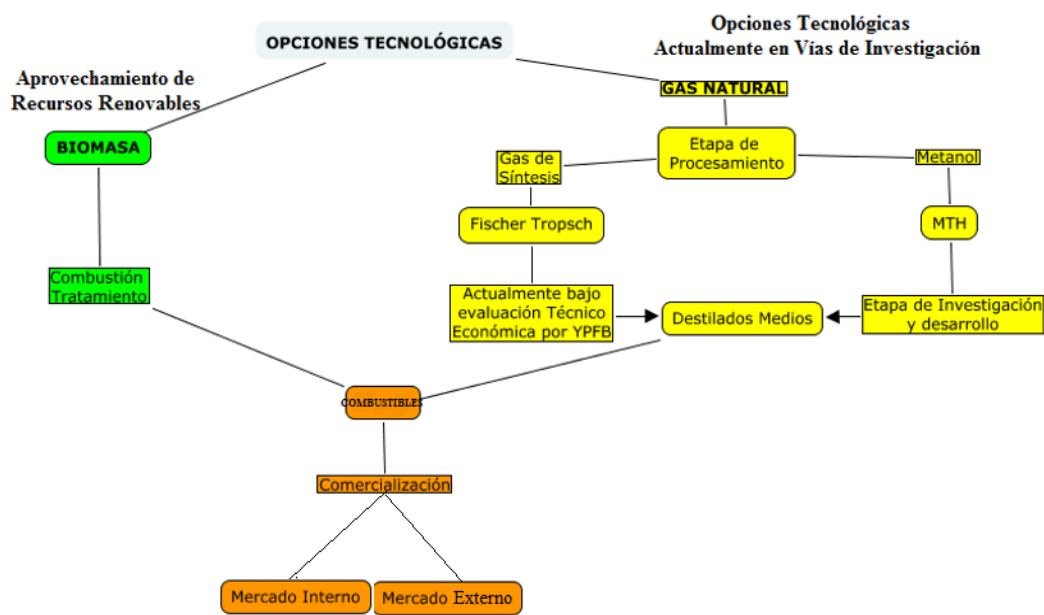 OPCIONES TECNOLÓGICAS
Opciones Tecnológicas
Actualmente en Vías de Investigación
Aprovechamiento de
Recursos Renovables
GAS NATURAL
BIOMASA
Etapa de
Procesamiento
Gas de
Síntesis
Metanol
Fischer Tropsch
MTH
Combustión
Tratamiento
Actualmente bajo
evaluación Técnico
Económica por YPFB
Destilados Medios
Etapa de Investigación
y desarrollo
COMBUSTIBLES
Comercialización
Mercado Interno
Mercado Externo